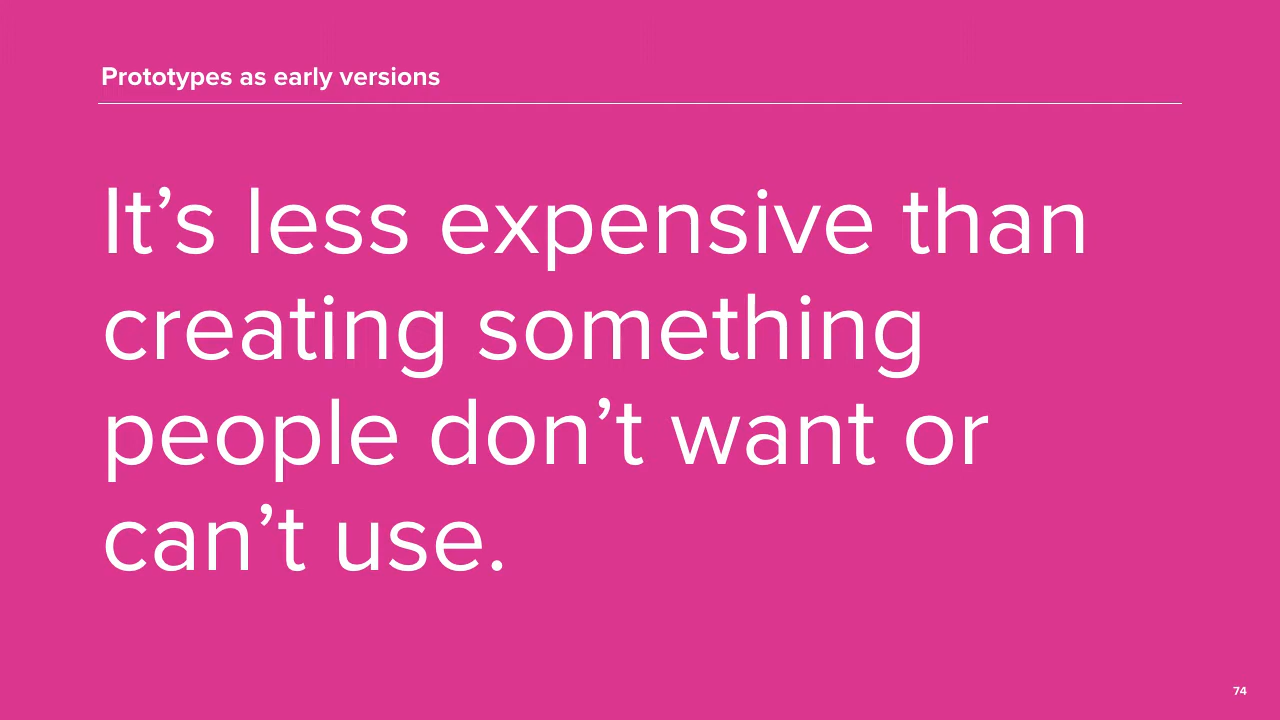 Prototypes as early versions
It’s less expensive than
creating something
people don’t want or
can’t use.
74